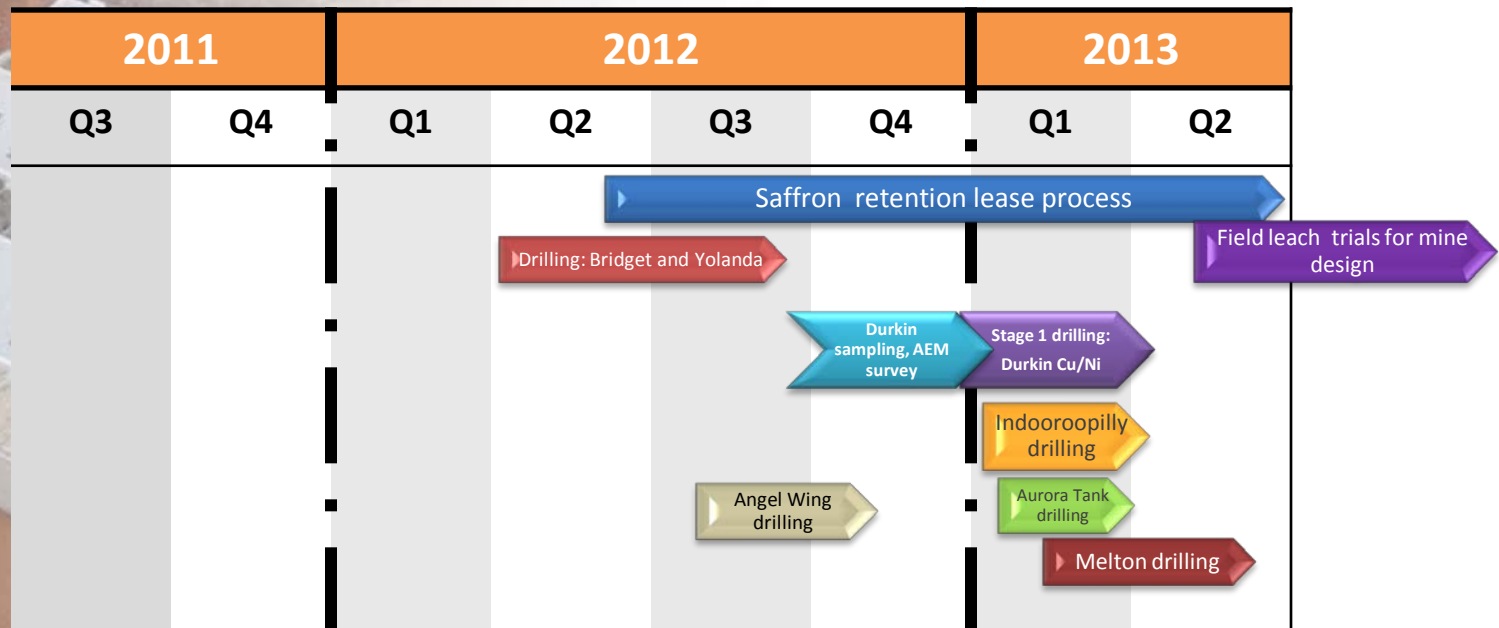 2011 2012 2013
Q3 Q4 Q1 Q2 Q3 Q4 Q1 Q2
Saffron retention lease process
Field leach trials for mine
design
Drilling: Bridget and Yolanda
Durkin
sampling, AEM
survey
Stage 1 drilling:
Durkin Cu/Ni
Indooroopilly
drilling
Angel Wing
drilling
Aurora Tank
drilling
Melton drilling